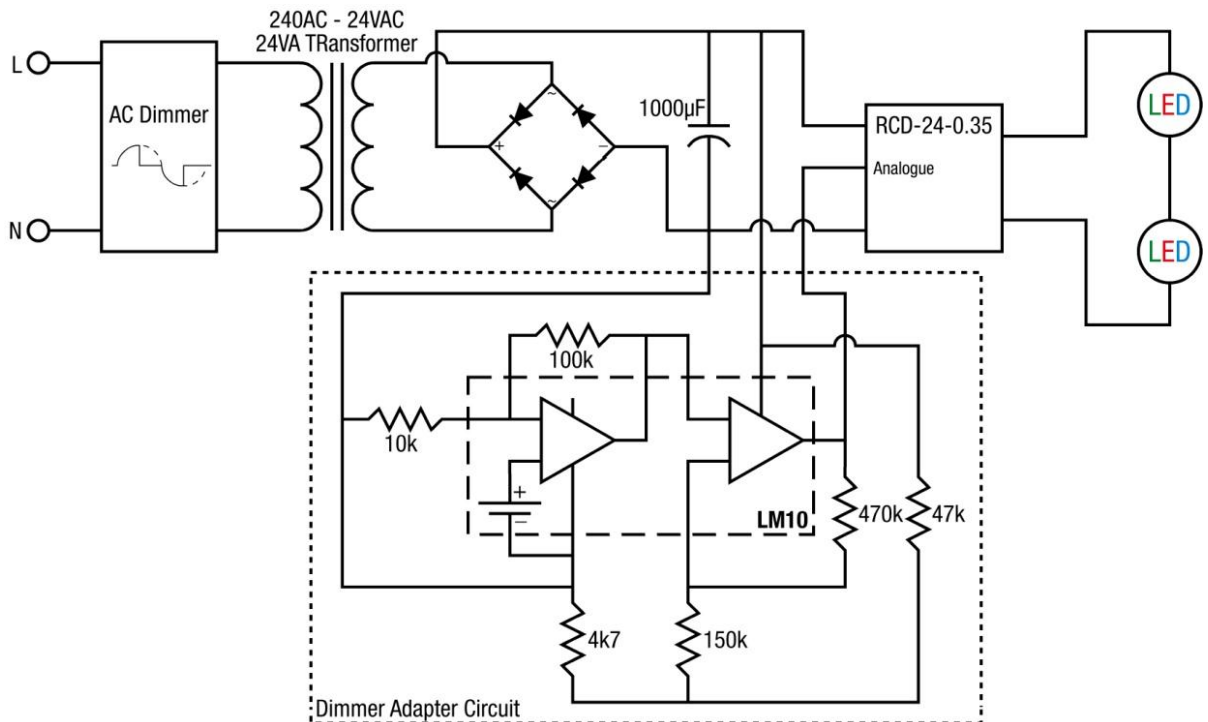 240AC - 24VAC
24VA TRansformer
L
N
AC Dimmer
~
+
−
~
1000µF
RCD-24-0.35
Analogue
LED
LED
100k
10k
+
−
LM10
470k
47k
4k7
150k
Dimmer Adapter Circuit